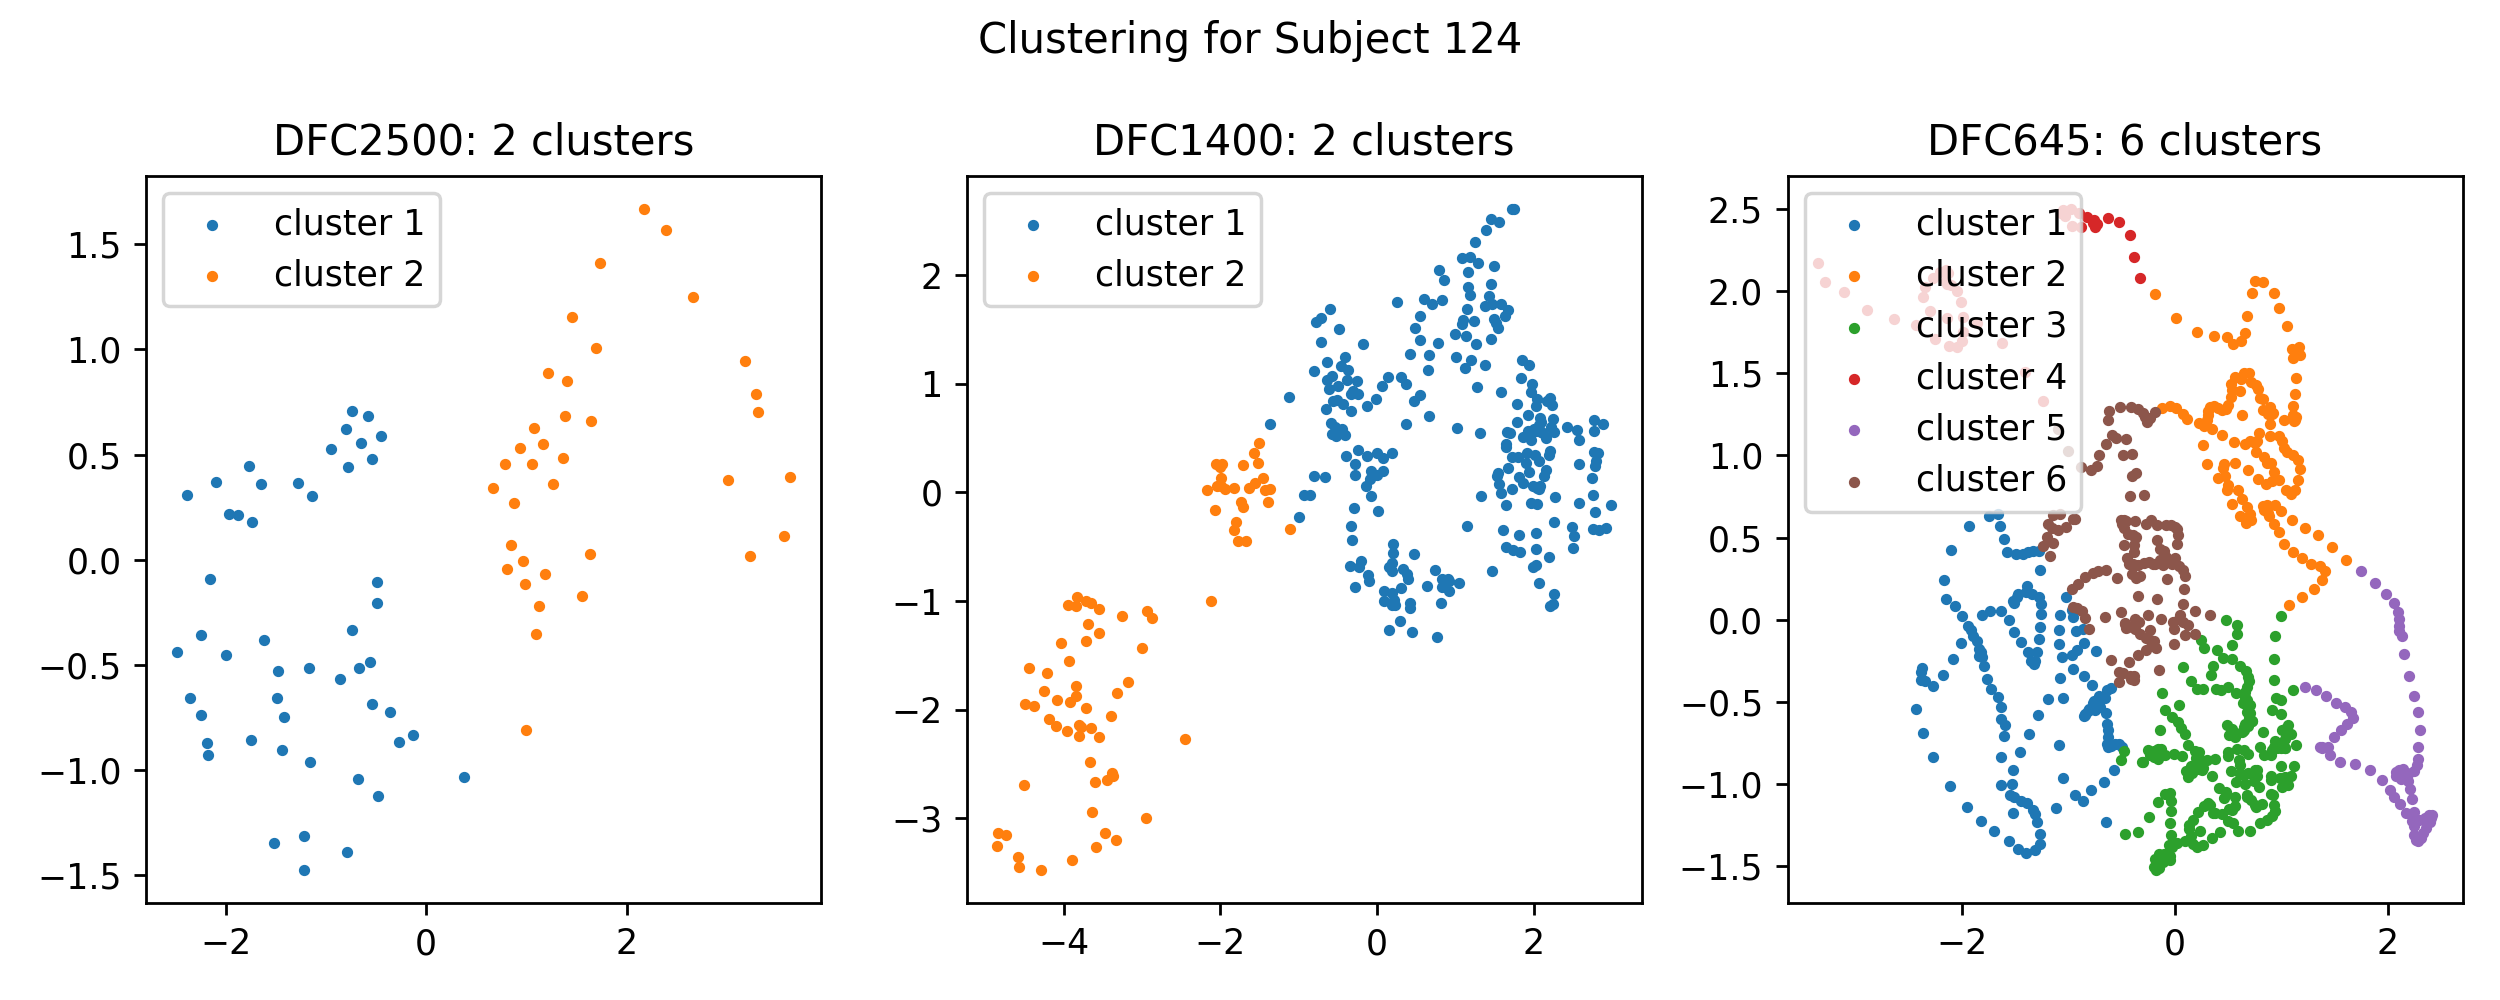 Clustering for Subject 124
DFC2500: 2 clusters
cluster 1
cluster 2
1.5
1.0
0.5
0.0
−0.5
−1.0
−1.5
−2
0
2
DFC1400: 2 clusters
cluster 1
cluster 2
2
1
0
−1
−2
−3
−4
−2
0
2
DFC645: 6 clusters
cluster 1
cluster 2
cluster 3
cluster 4
cluster 5
cluster 6
2.5
2.0
1.5
1.0
0.5
0.0
−0.5
−1.0
−1.5
−2
0
2